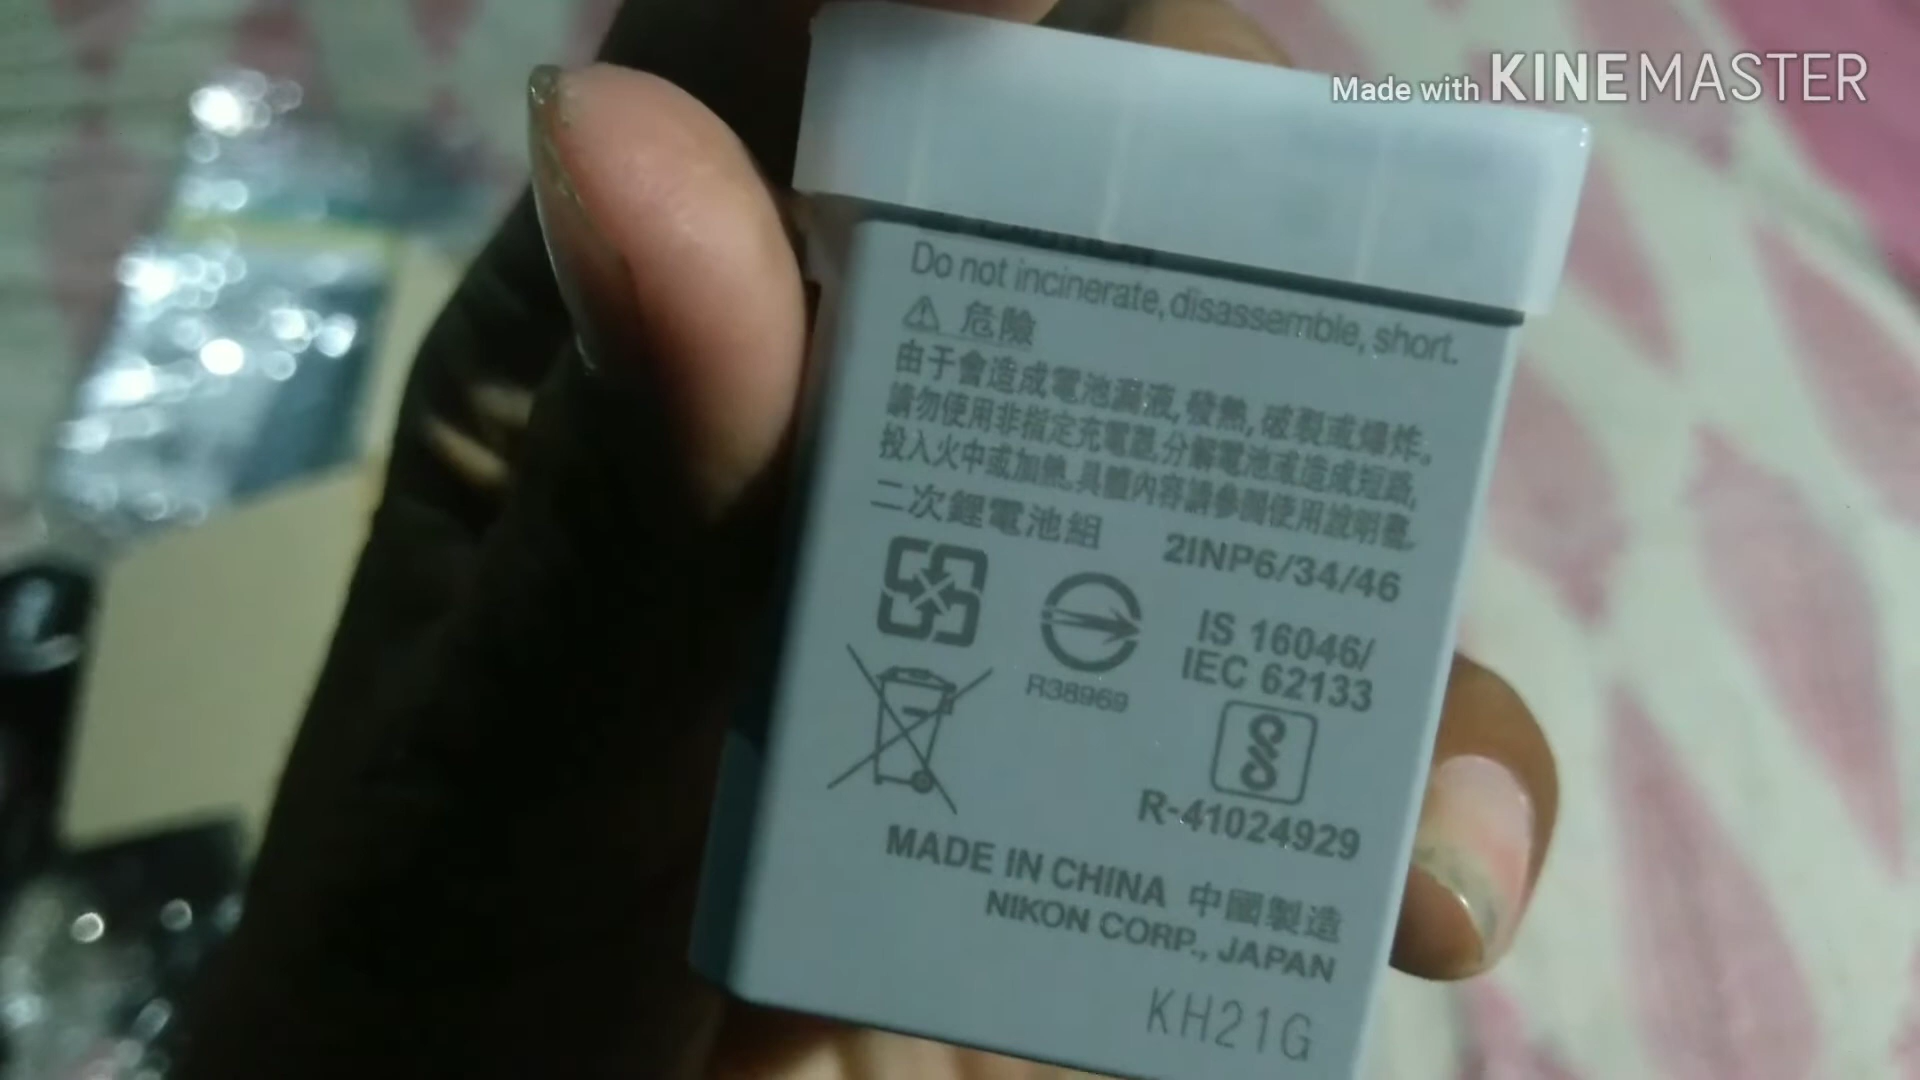 Made with KINEMASTER
Do not incinerate, disassemble, short.
危險
由于會造成電池漏液,發熱,破裂或爆炸。
請勿使用非指定充電器,分解電池或造成短路,
投入火中或加熱,具體內容請參閱使用說明書。
二次鋰電池組
2INP6/34/46
IS 16046/
IEC 62133
R38969
R-41024929
MADE IN CHINA 中國製造
NIKON CORP., JAPAN
KH21G